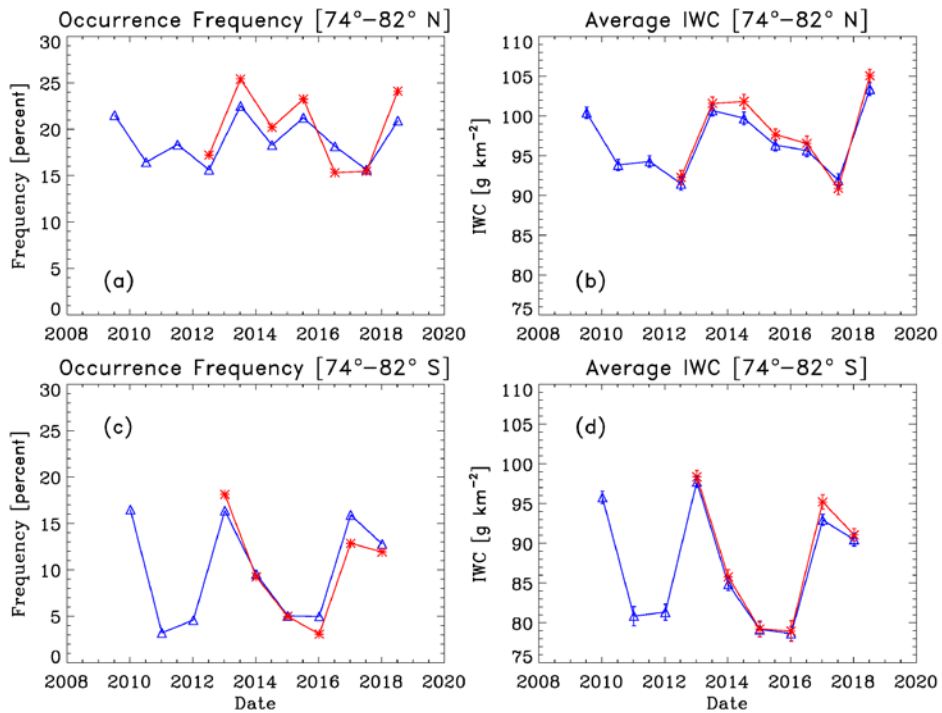 Occurrence Frequency [74°–82° N]
Frequency [percent]
30
25
20
15
10
5
0
(a)
2008 2010 2012 2014 2016 2018 2020
Average IWC [74°–82° N]
IWC [g km⁻²]
110
105
100
95
90
85
80
75
(b)
2008 2010 2012 2014 2016 2018 2020
Occurrence Frequency [74°–82° S]
Frequency [percent]
30
25
20
15
10
5
0
(c)
2008 2010 2012 2014 2016 2018 2020
Date
Average IWC [74°–82° S]
IWC [g km⁻²]
110
105
100
95
90
85
80
75
(d)
2008 2010 2012 2014 2016 2018 2020
Date